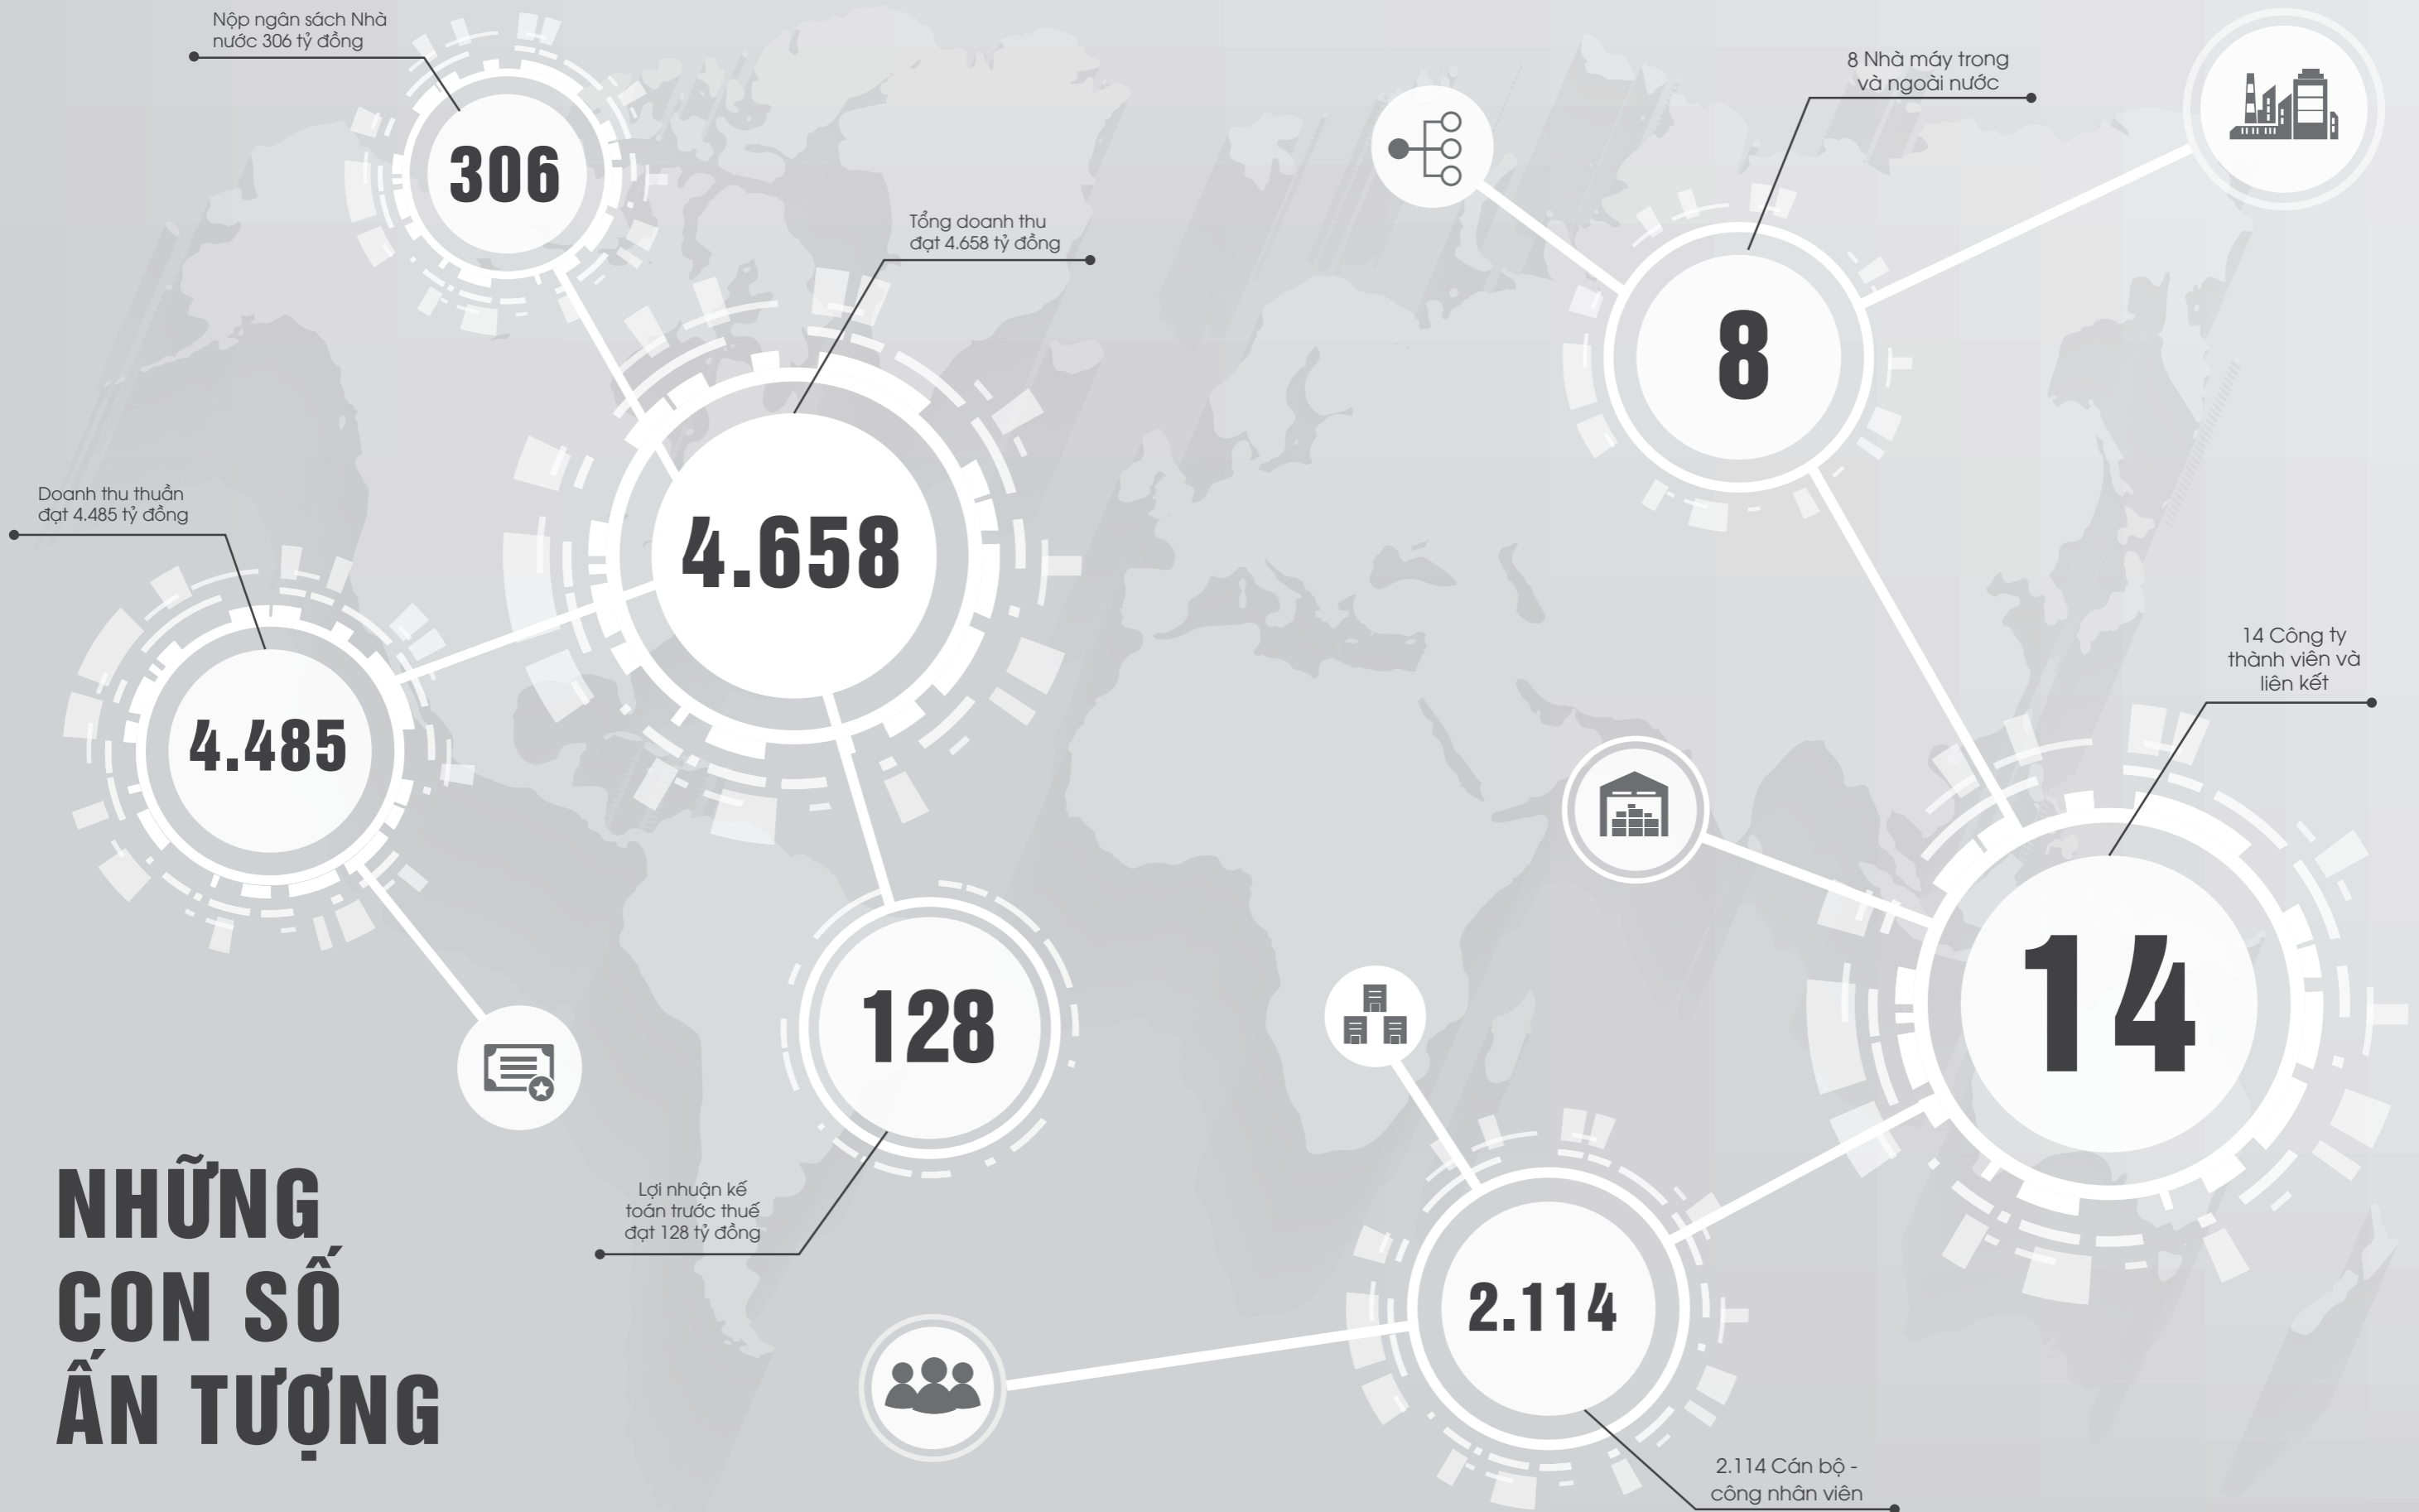 Nộp ngân sách Nhà
nước 306 tỷ đồng
306
Tổng doanh thu
đạt 4.658 tỷ đồng
4.658
Doanh thu thuần
đạt 4.485 tỷ đồng
4.485
128
Lợi nhuận kế
toán trước thuế
đạt 128 tỷ đồng
8 Nhà máy trong
và ngoài nước
8
14 Công ty
thành viên và
liên kết
14
2.114
2.114 Cán bộ -
công nhân viên
NHỮNG
CON SỐ
ẤN TƯỢNG